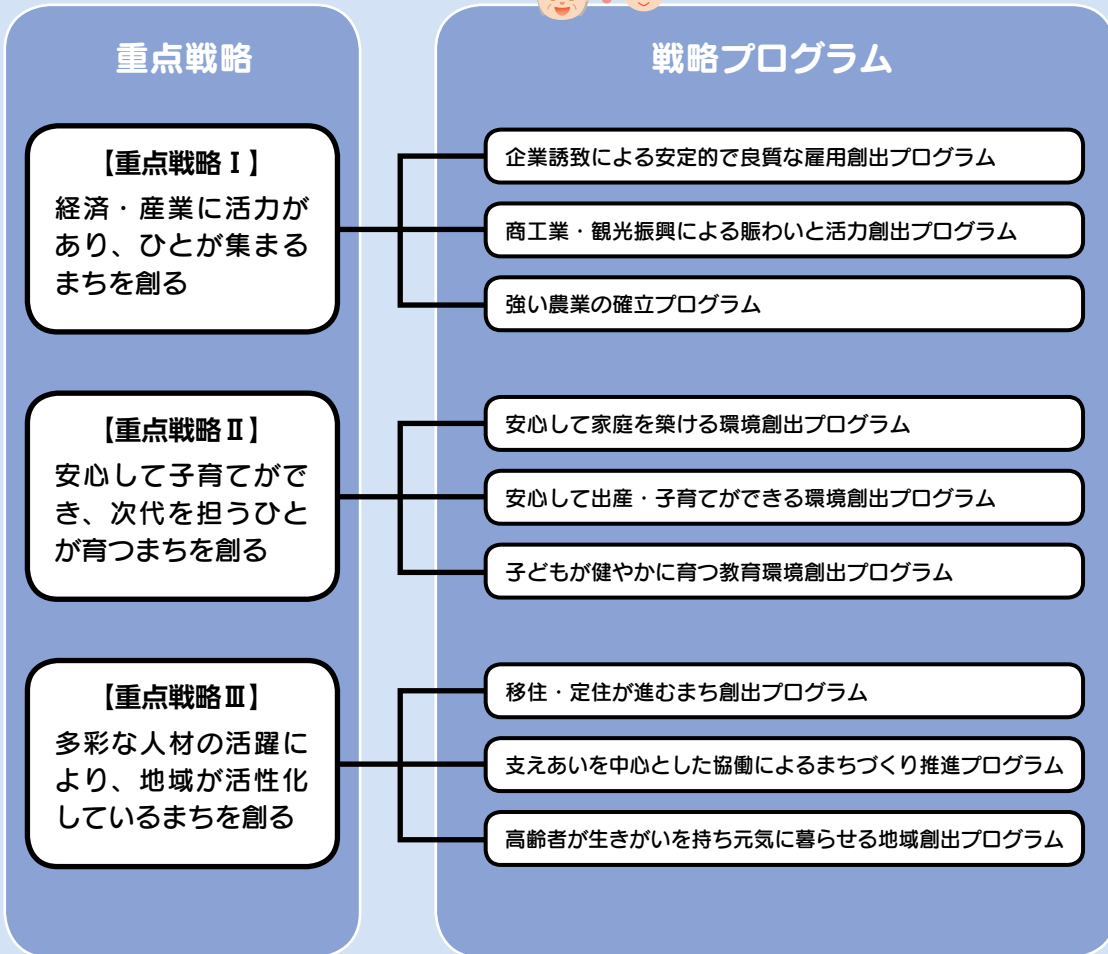 重点戦略
戦略プログラム
【重点戦略Ⅰ】
経済・産業に活力が
あり、ひとが集まる
まちを創る
企業誘致による安定的で良質な雇用創出プログラム
商工業・観光振興による賑わいと活力創出プログラム
強い農業の確立プログラム
【重点戦略Ⅱ】
安心して子育てがで
き、次代を担うひと
が育つまちを創る
安心して家庭を築ける環境創出プログラム
安心して出産・子育てができる環境創出プログラム
子どもが健やかに育つ教育環境創出プログラム
【重点戦略Ⅲ】
多彩な人材の活躍に
より、地域が活性化
しているまちを創る
移住・定住が進むまち創出プログラム
支えあいを中心とした協働によるまちづくり推進プログラム
高齢者が生きがいを持ち元気に暮らせる地域創出プログラム